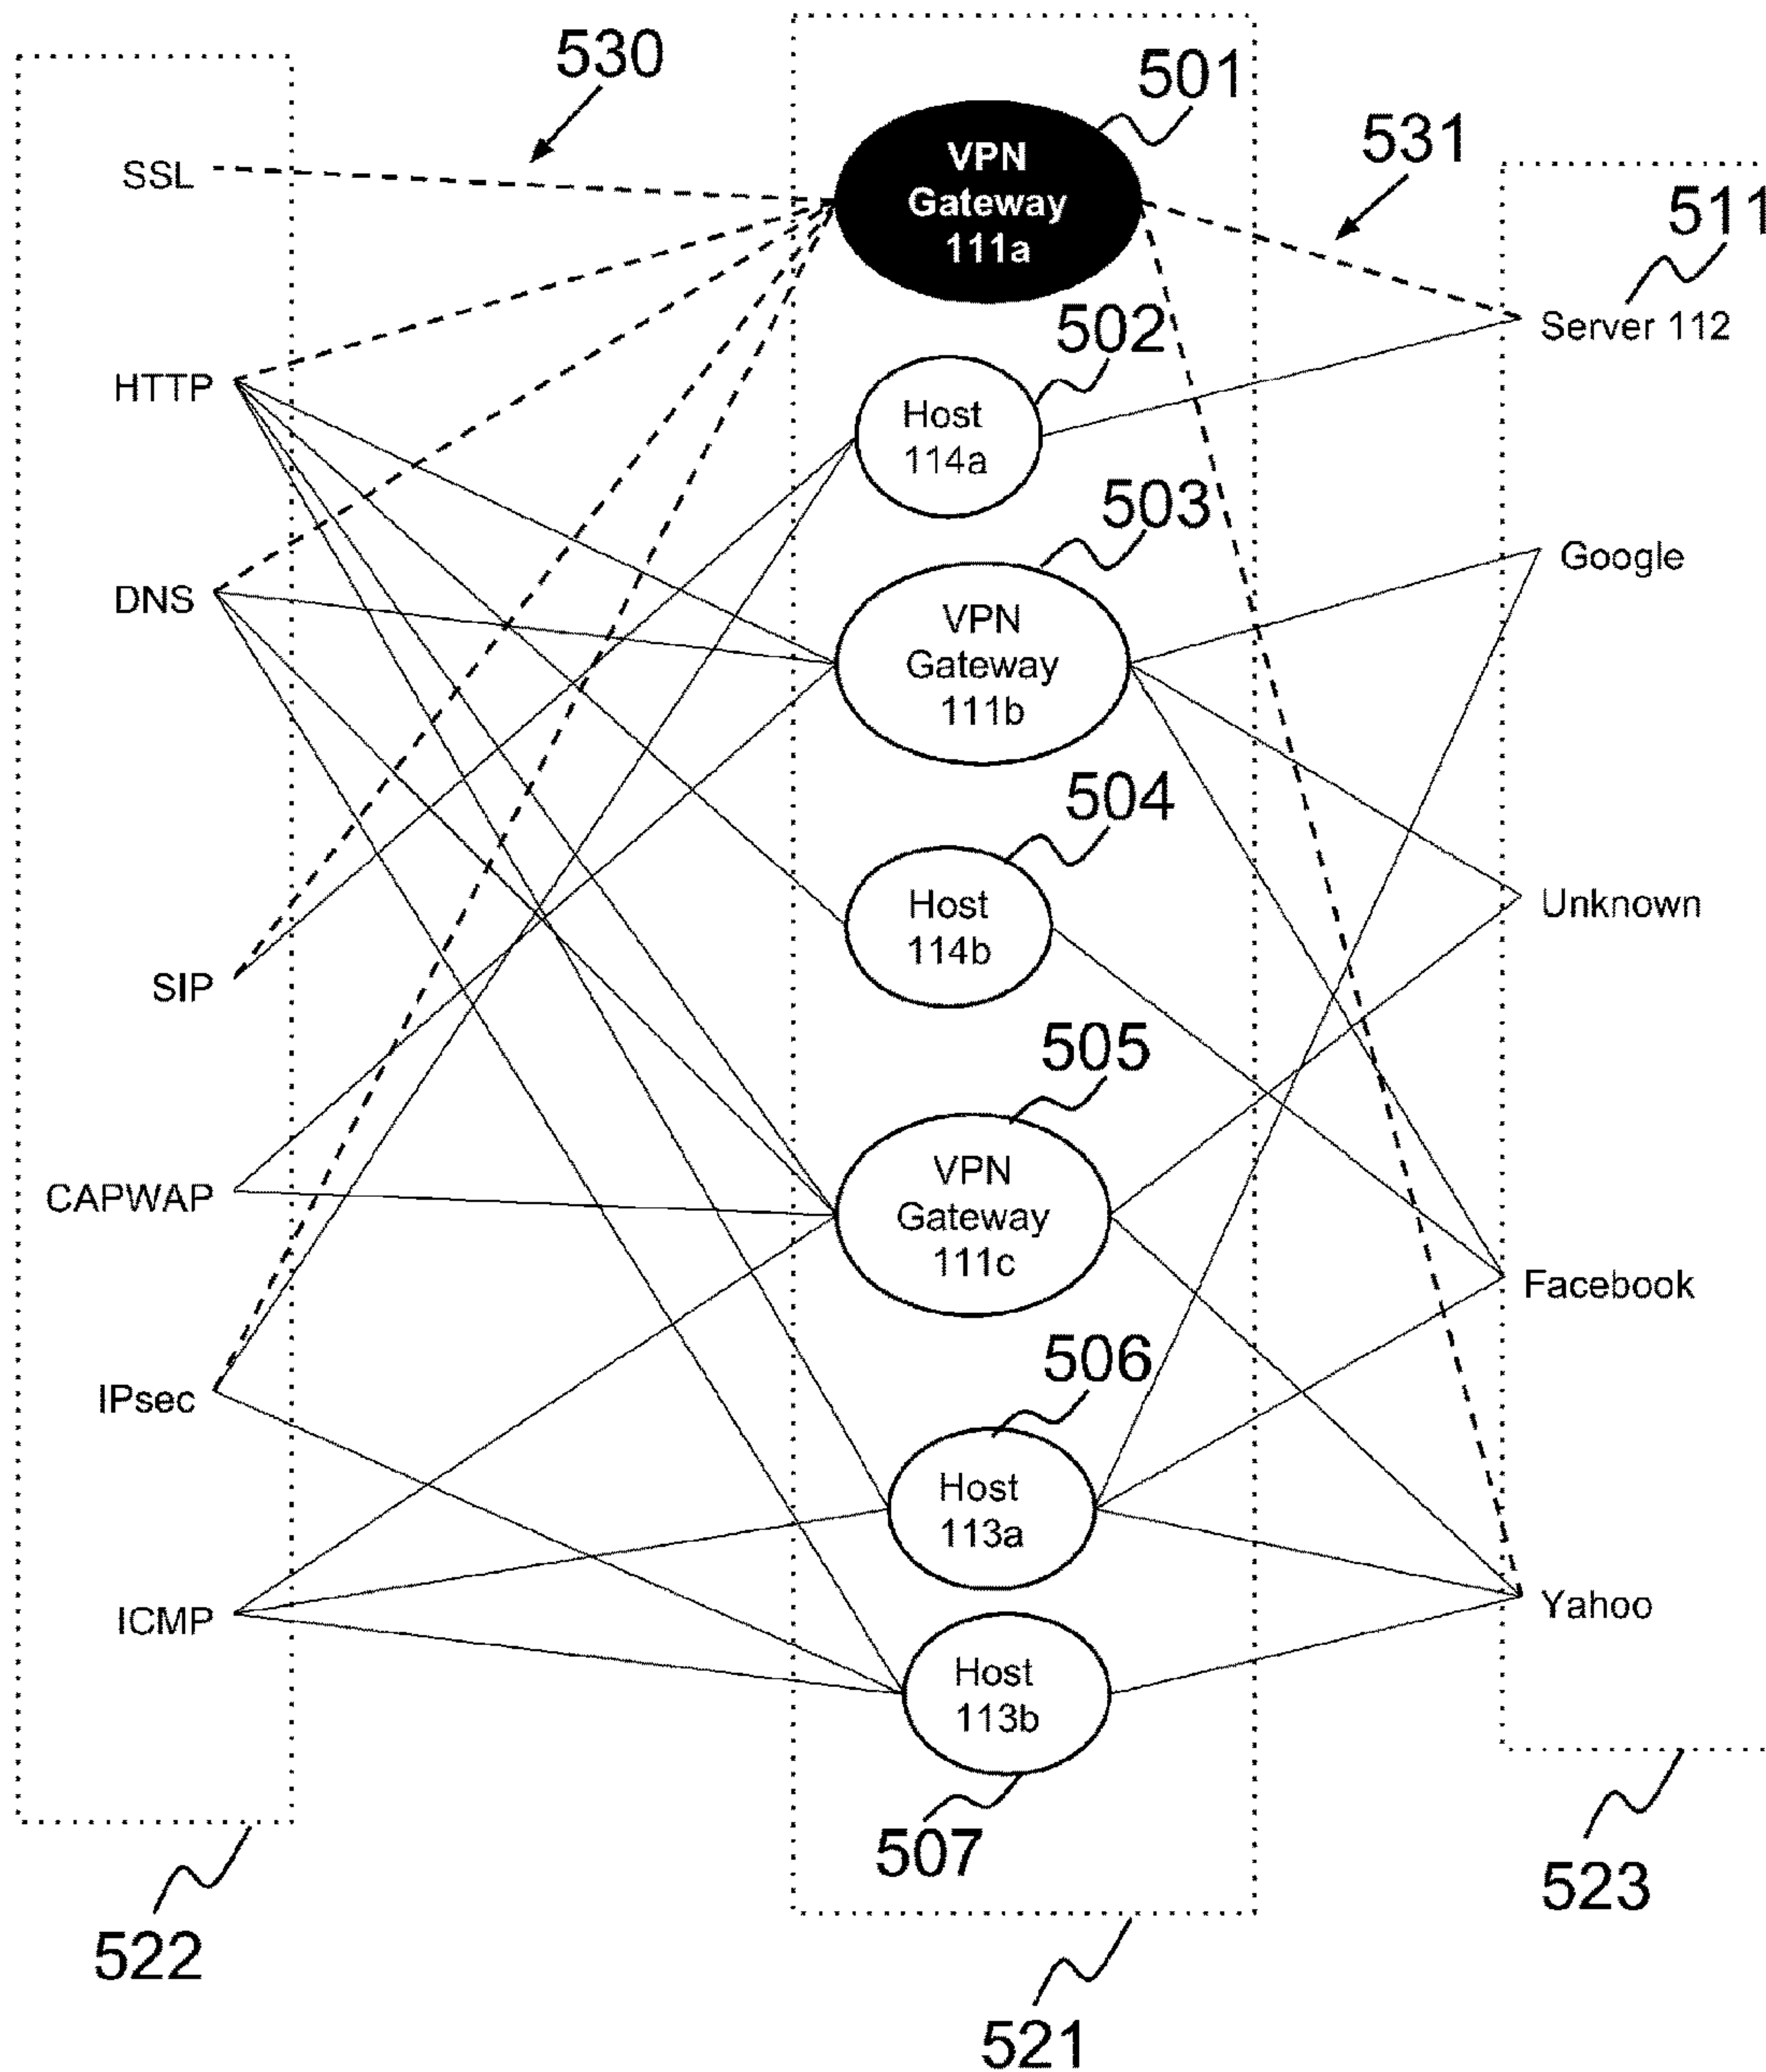 530
501
531
511
SSL
VPN
Gateway
111a
502
Server 112
HTTP
Host
114a
503
Google
DNS
VPN
Gateway
111b
504
Unknown
Host
114b
SIP
505
CAPWAP
VPN
Gateway
111c
Facebook
506
IPsec
Host
113a
ICMP
Yahoo
Host
113b
507
523
522
521